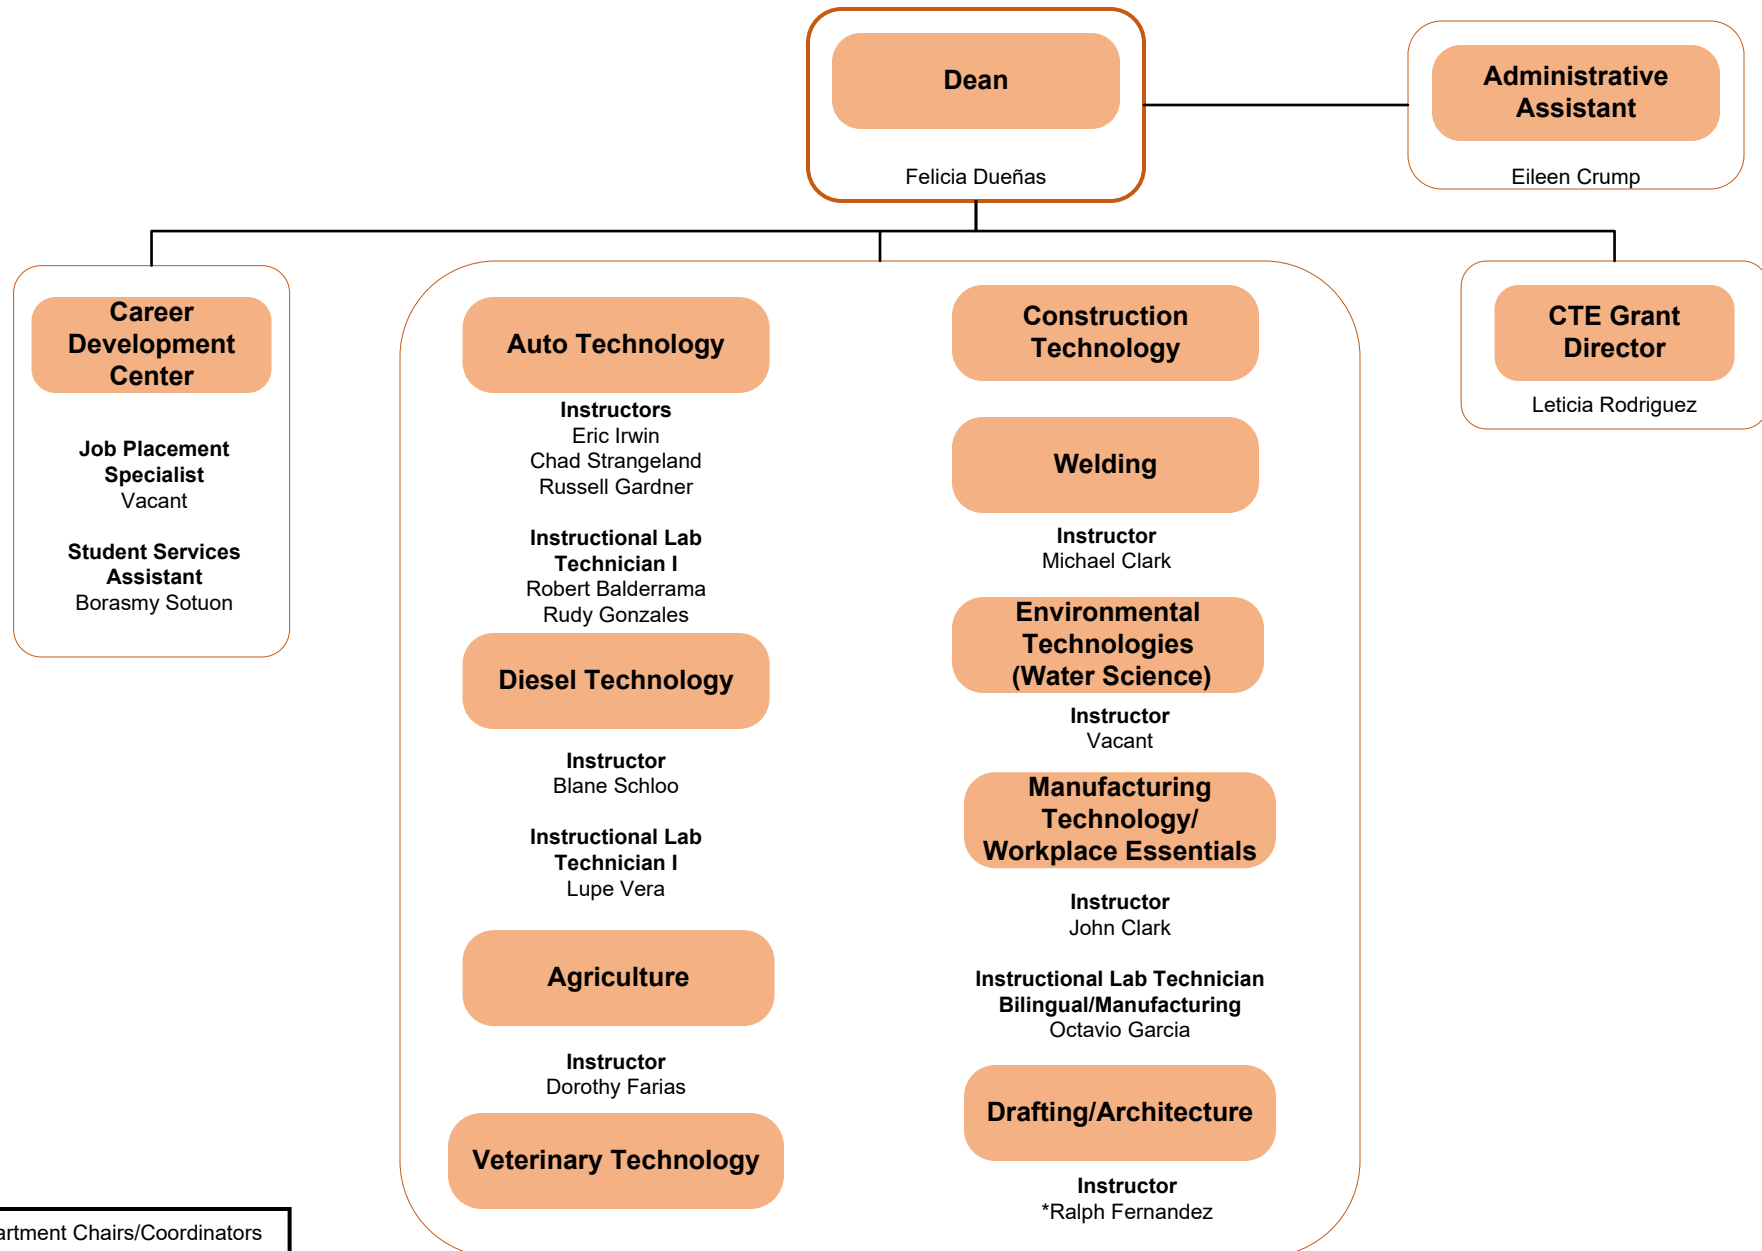 Dean
Felicia Dueñas
Administrative
Assistant
Eileen Crump
Career
Development
Center
Job Placement
Specialist
Vacant
Student Services
Assistant
Borasmy Sotuon
Auto Technology
Instructors
Eric Irwin
Chad Strangeland
Russell Gardner
Instructional Lab
Technician I
Robert Balderrama
Rudy Gonzales
Diesel Technology
Instructor
Blane Schloo
Instructional Lab
Technician I
Lupe Vera
Agriculture
Instructor
Dorothy Farias
Veterinary Technology
Construction
Technology
Welding
Instructor
Michael Clark
Environmental
Technologies
(Water Science)
Instructor
Vacant
Manufacturing
Technology/
Workplace Essentials
Instructor
John Clark
Instructional Lab Technician
Bilingual/Manufacturing
Octavio Garcia
Drafting/Architecture
Instructor
*Ralph Fernandez
CTE Grant
Director
Leticia Rodriguez
Chairs/Coordinators